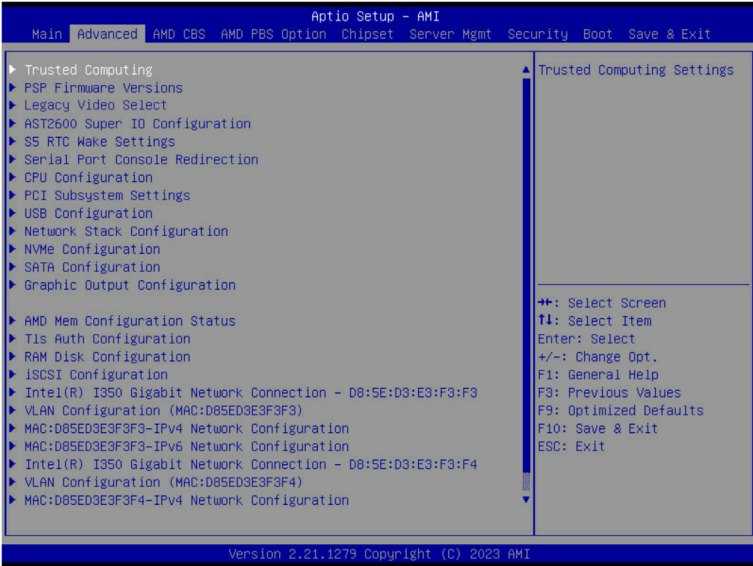 Aptio Setup – AMI
Main Advanced AMD CBS AMD PBS Option Chipset Server Mgmt Security Boot Save & Exit
Trusted Computing
PSP Firmware Versions
Legacy Video Select
AST2600 Super IO Configuration
S5 RTC Wake Settings
Serial Port Console Redirection
CPU Configuration
PCI Subsystem Settings
USB Configuration
Network Stack Configuration
NVMe Configuration
SATA Configuration
Graphic Output Configuration
AMD Mem Configuration Status
Tls Auth Configuration
RAM Disk Configuration
iSCSI Configuration
Intel(R) I350 Gigabit Network Connection – D8:5E:D3:E3:F3:F3
VLAN Configuration (MAC:D85ED3E3F3F3)
MAC:D85ED3E3F3F3-IPv4 Network Configuration
MAC:D85ED3E3F3F3-IPv6 Network Configuration
Intel(R) I350 Gigabit Network Connection – D8:5E:D3:E3:F3:F4
VLAN Configuration (MAC:D85ED3E3F3F4)
MAC:D85ED3E3F3F4-IPv4 Network Configuration
Trusted Computing Settings
→←: Select Screen
↑↓: Select Item
Enter: Select
+/-: Change Opt.
F1: General Help
F3: Previous Values
F9: Optimized Defaults
F10: Save & Exit
ESC: Exit
Version 2.21.1279 Copyright (C) 2023 AMI